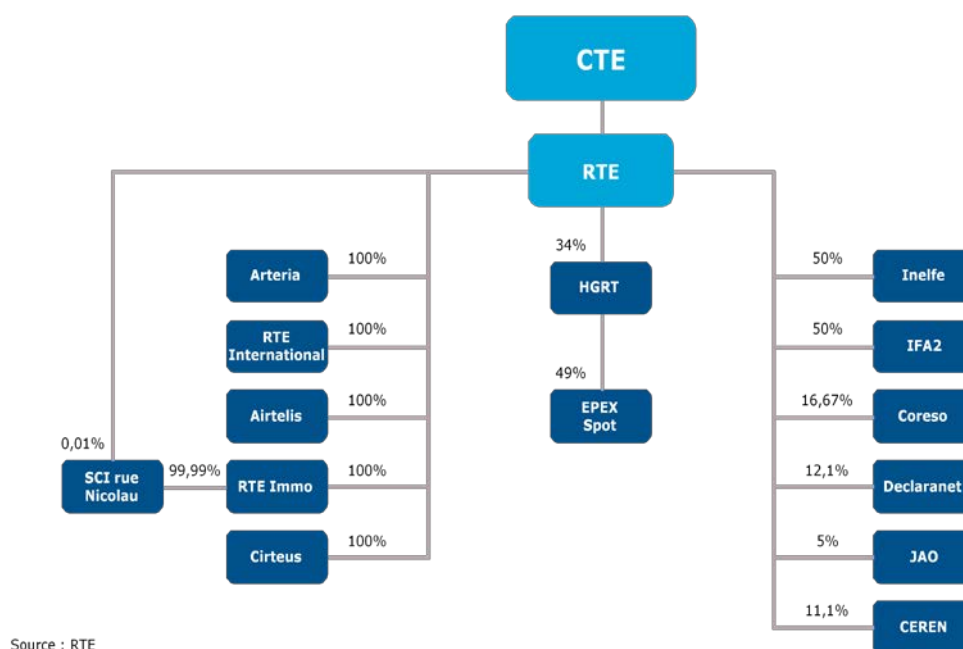 CTE
RTE
34%
HGRT
49%
EPEX
Spot
Arteria
100%
RTE
International
100%
Airtelis
100%
0,01%
SCI rue
Nicolau
99,99%
RTE Immo
100%
Cirteus
100%
50%
Inelfe
50%
IFA2
16,67%
Coreso
12,1%
Declaranet
5%
JAO
11,1%
CEREN
Source : RTE